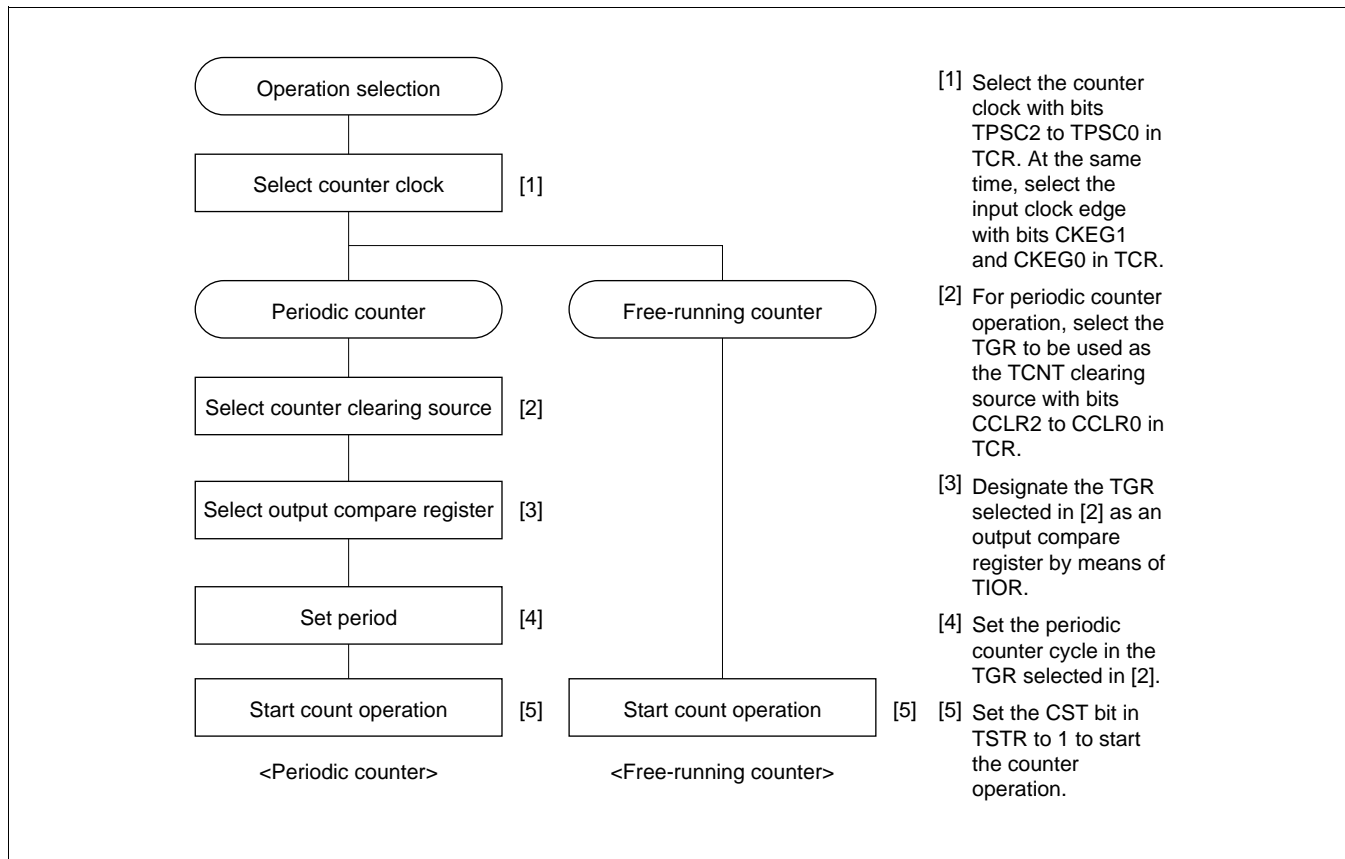 Operation selection
Select counter clock [1]
Periodic counter
Free-running counter
Select counter clearing source [2]
Select output compare register [3]
Set period [4]
Start count operation [5]
Start count operation [5]
<Periodic counter>
<Free-running counter>
[1] Select the counter
clock with bits
TPSC2 to TPSC0 in
TCR. At the same
time, select the
input clock edge
with bits CKEG1
and CKEG0 in TCR.
[2] For periodic counter
operation, select the
TGR to be used as
the TCNT clearing
source with bits
CCLR2 to CCLR0 in
TCR.
[3] Designate the TGR
selected in [2] as an
output compare
register by means of
TIOR.
[4] Set the periodic
counter cycle in the
TGR selected in [2].
[5] Set the CST bit in
TSTR to 1 to start
the counter
operation.